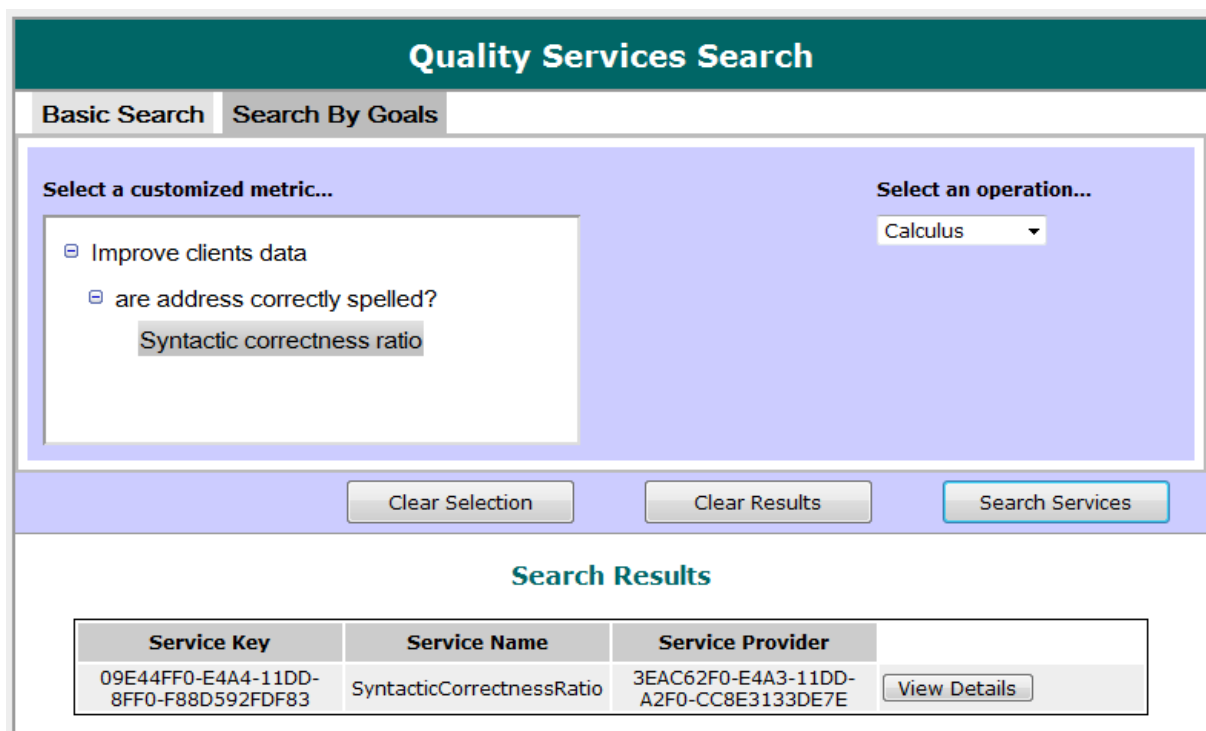 Quality Services Search
Basic Search Search By Goals
Select a customized metric... Select an operation...
Calculus
Improve clients data
are address correctly spelled?
Syntactic correctness ratio
Clear Selection Clear Results Search Services
Search Results
Service Key Service Name Service Provider
09E44FF0-E4A4-11DD- 3EAC62F0-E4A3-11DD-
SyntacticCorrectnessRatio View Details
8FF0-F88D592FDF83 A2F0-CC8E3133DE7E